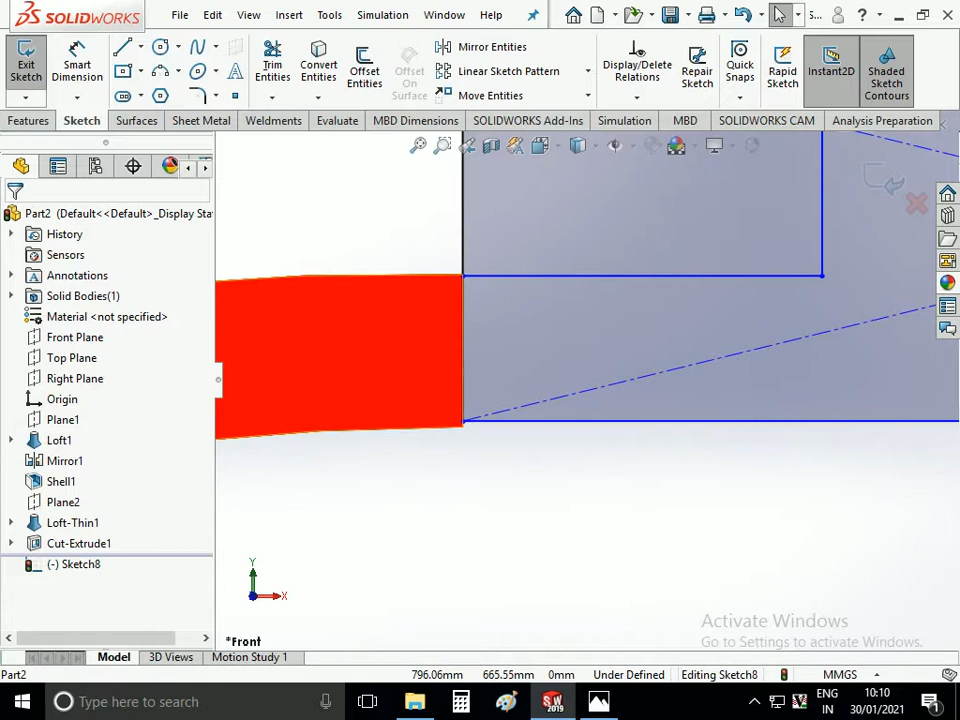 SOLIDWORKS
File Edit View Insert Tools Simulation Window Help
S...
Exit Sketch
Smart Dimension
Trim Entities
Convert Entities
Offset Entities
Offset On Surface
Mirror Entities
Linear Sketch Pattern
Move Entities
Display/Delete Relations
Repair Sketch
Quick Snaps
Rapid Sketch
Instant2D
Shaded Sketch Contours
Features Sketch Surfaces Sheet Metal Weldments Evaluate MBD Dimensions SOLIDWORKS Add-Ins Simulation MBD SOLIDWORKS CAM Analysis Preparation
Part2 (Default<<Default>_Display Sta
History
Sensors
Annotations
Solid Bodies(1)
Material <not specified>
Front Plane
Top Plane
Right Plane
Origin
Plane1
Loft1
Mirror1
Shell1
Plane2
Loft-Thin1
Cut-Extrude1
(-) Sketch8
Y
X
*Front
Activate Windows
Go to Settings to activate Windows.
Model 3D Views Motion Study 1
Part2 796.06mm 665.55mm 0mm Under Defined Editing Sketch8 MMGS
Type here to search
SW
2019
ENG
IN
10:10
30/01/2021
1